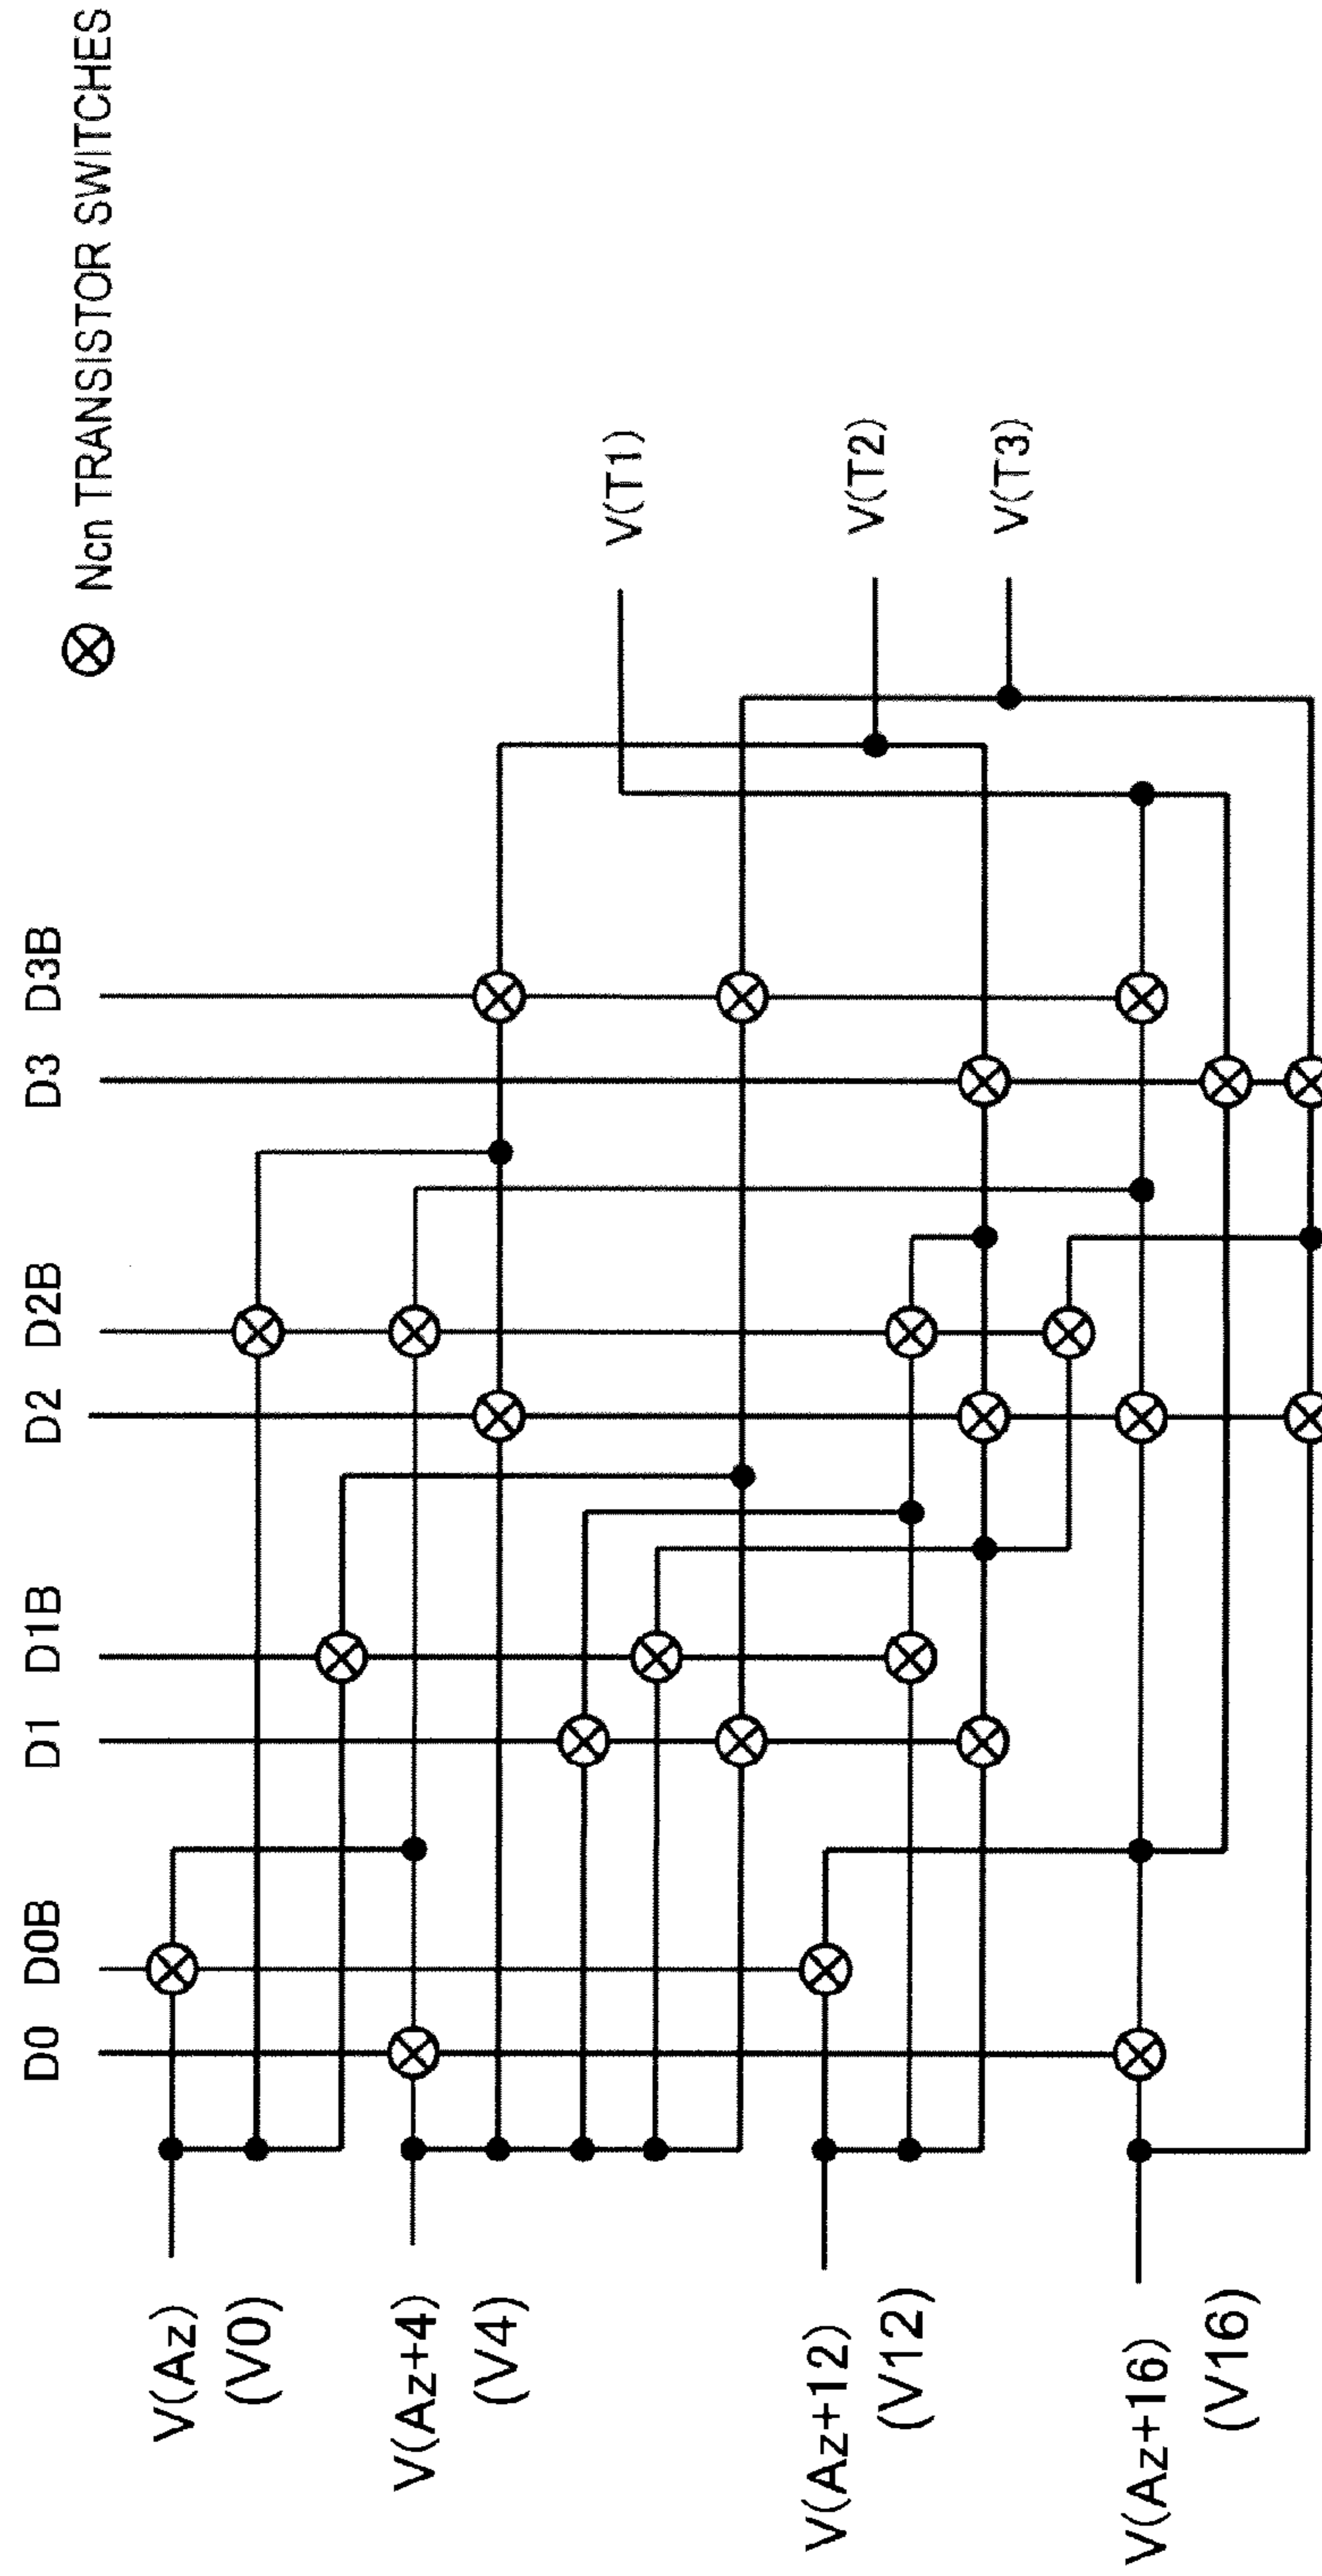 ⊗ Ncn TRANSISTOR SWITCHES
D0
D0B
D1
D1B
D2
D2B
D3
D3B
V(Az)
(V0)
V(Az+4)
(V4)
V(Az+12)
(V12)
V(Az+16)
(V16)
V(T1)
V(T2)
V(T3)